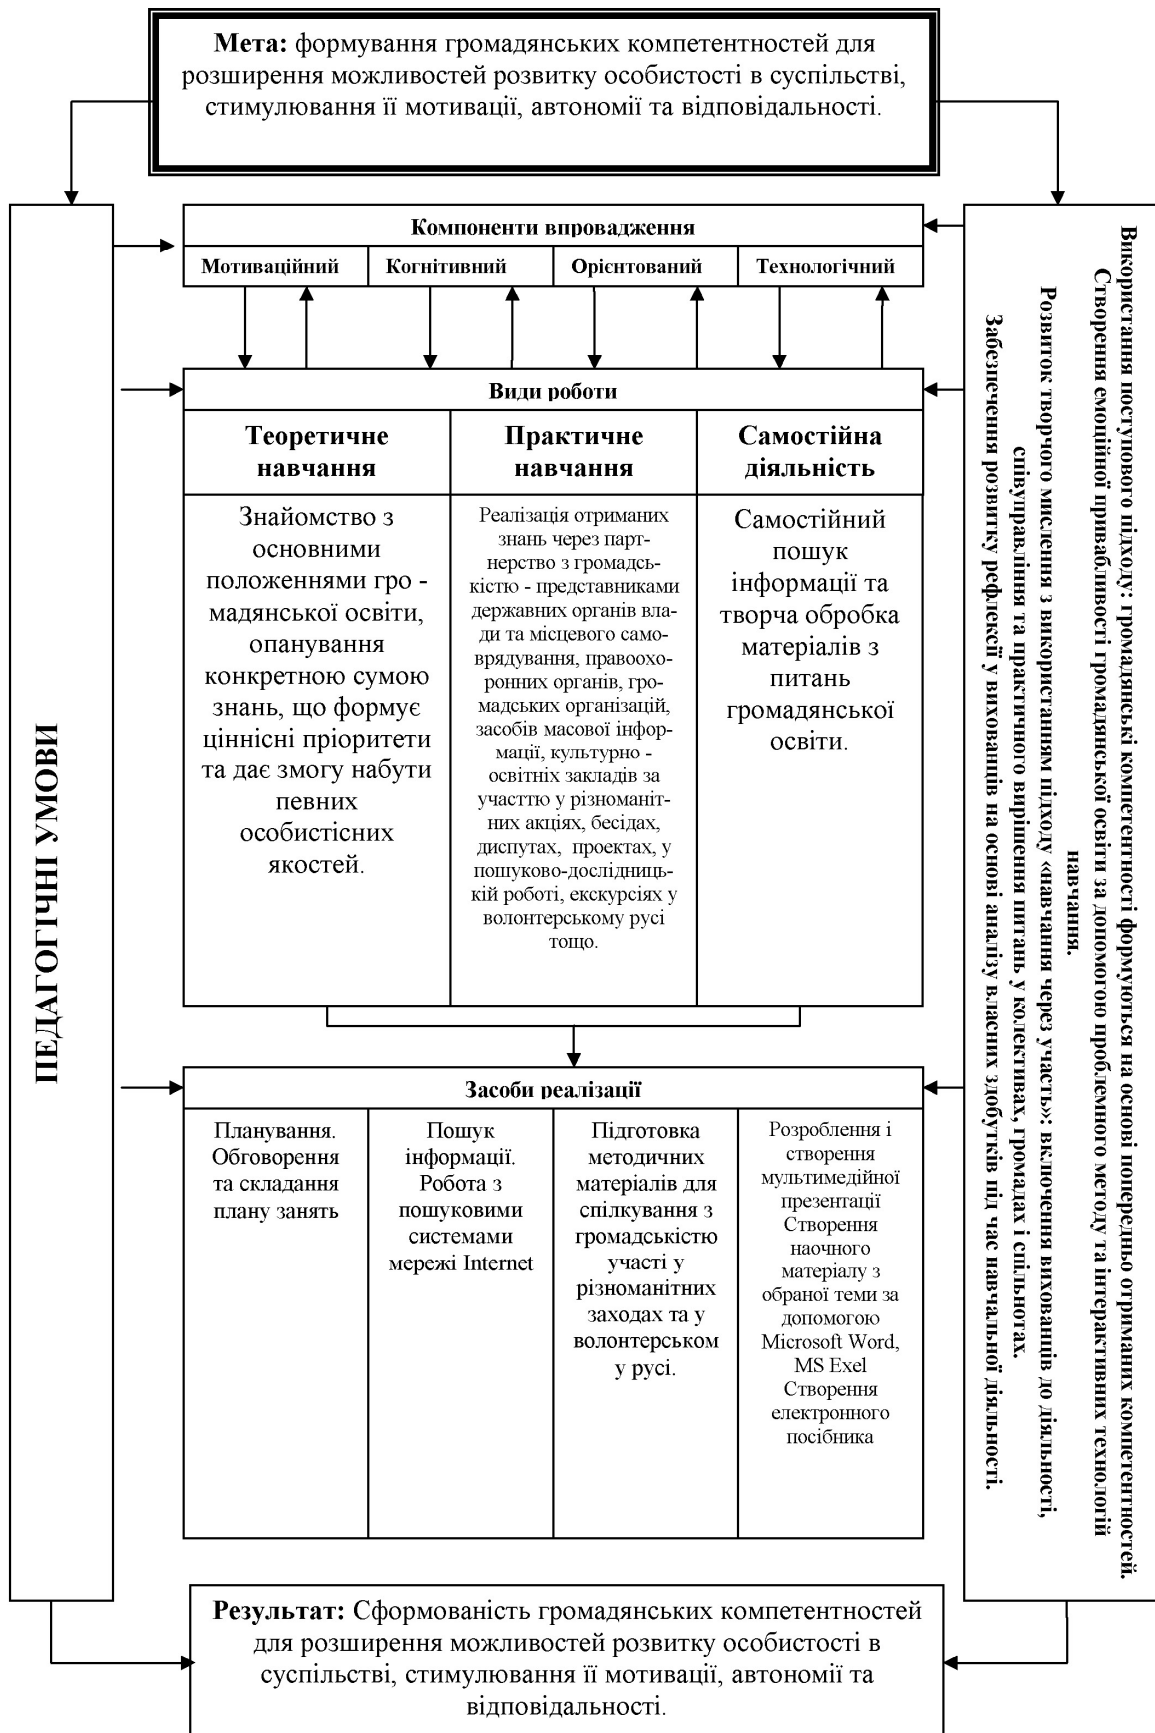 Мета: формування громадянських компетентностей для
розширення можливостей розвитку особистості в суспільстві,
стимулювання її мотивації, автономії та відповідальності.
ПЕДАГОГІЧНІ УМОВИ
Компоненти впровадження
Мотиваційний Когнітивний Орієнтований Технологічний
Види роботи
Теоретичне
навчання
Знайомство з
основними
положеннями гро -
мадянської освіти,
опанування
конкретною сумою
знань, що формує
ціннісні пріоритети
та дає змогу набути
певних
особистісних
якостей.
Практичне
навчання
Реалізація отриманих
знань через парт-
нерство з громадсь-
кістю - представниками
державних органів вла-
ди та місцевого само-
врядування, правоохо-
ронних органів, гро-
мадських організацій,
засобів масової інфор-
мації, культурно -
освітніх закладів за
участтю у різноманіт-
них акціях, бесідах,
диспутах, проектах, у
пошуково-дослідниць-
кій роботі, екскурсіях у
волонтерському русі
тощо.
Самостійна
діяльність
Самостійний
пошук
інформації та
творча обробка
матеріалів з
питань
громадянської
освіти.
Засоби реалізації
Планування.
Обговорення
та складання
плану занять
Пошук
інформації.
Робота з
пошуковими
системами
мережі Internet
Підготовка
методичних
матеріалів для
спілкування з
громадськістю
участі у
різноманітних
заходах та у
волонтерськом
у русі.
Розроблення і
створення
мультимедійної
презентації
Створення
наочного
матеріалу з
обраної теми за
допомогою
Microsoft Word,
MS Exel
Створення
електронного
посібника
Використання поступового підходу: громадянські компетентності формуються на основі попередньо отриманих компетентностей.
Створення емоційної привабливості громадянської освіти за допомогою проблемного методу та інтерактивних технологій
навчання.
Розвиток творчого мислення з використанням підходу «навчання через участь»: включення вихованців до діяльності,
співуправління та практичного вирішення питань у колективах, громадах і спільнотах.
Забезпечення розвитку рефлексії у вихованців на основі аналізу власних здобутків під час навчальної діяльності.
Результат: Сформованість громадянських компетентностей
для розширення можливостей розвитку особистості в
суспільстві, стимулювання її мотивації, автономії та
відповідальності.